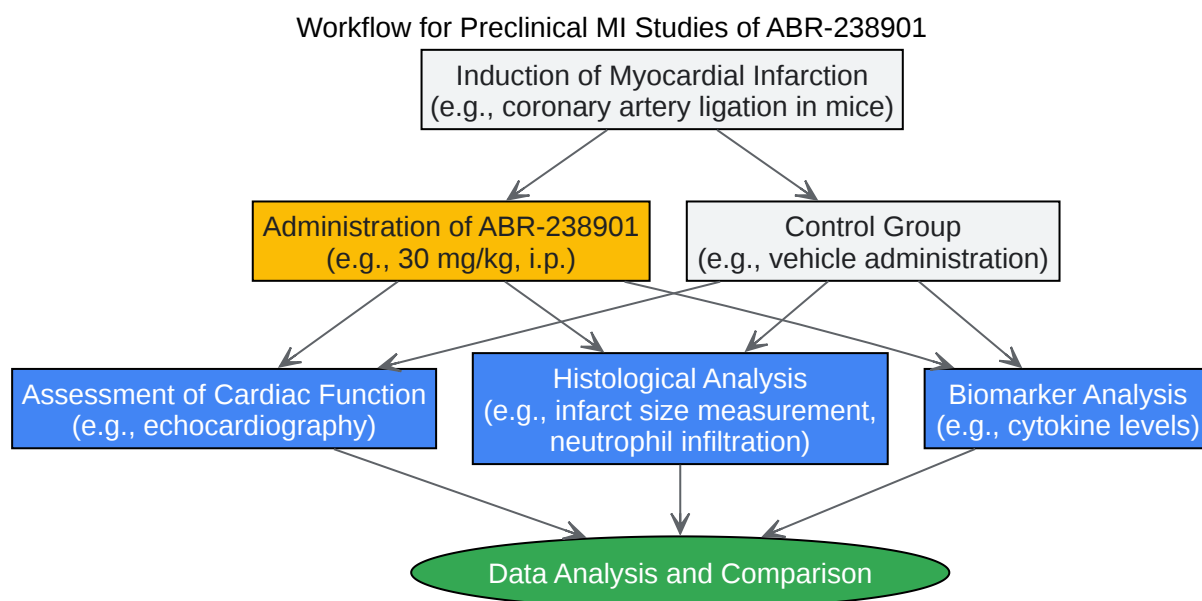 Workflow for Preclinical MI Studies of ABR-238901
Induction of Myocardial Infarction
(e.g., coronary artery ligation in mice)
Administration of ABR-238901
(e.g., 30 mg/kg, i.p.)
Control Group
(e.g., vehicle administration)
Assessment of Cardiac Function
(e.g., echocardiography)
Histological Analysis
(e.g., infarct size measurement,
neutrophil infiltration)
Biomarker Analysis
(e.g., cytokine levels)
Data Analysis and Comparison